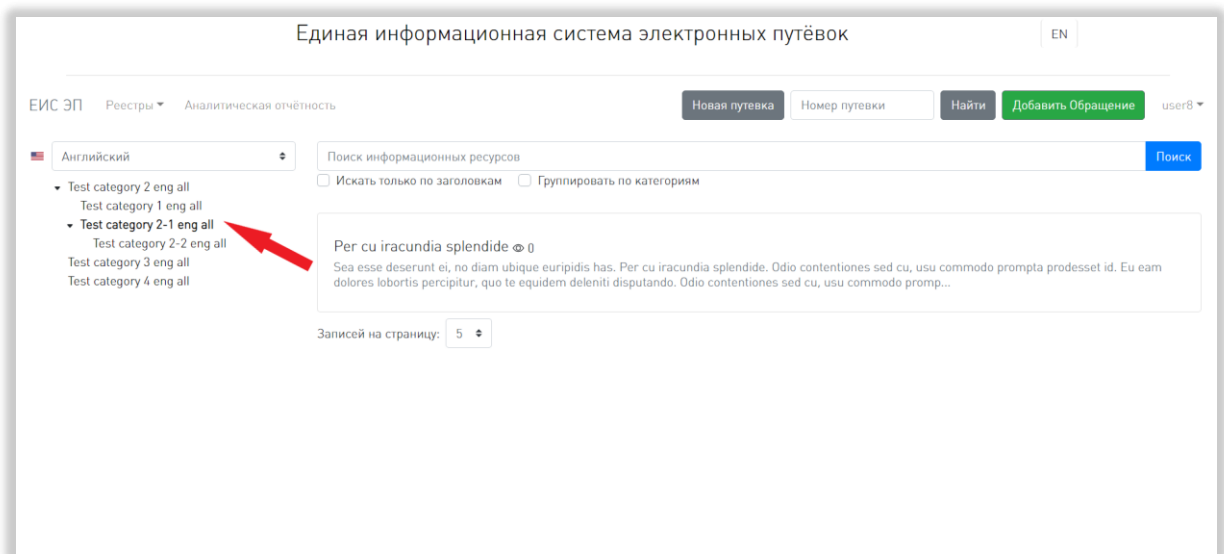 Единая информационная система электронных путёвок
EN
ЕИС ЭП Реестры Аналитическая отчётность Новая путевка Номер путевки Найти Добавить Обращение user8
Английский
Поиск информационных ресурсов Поиск
Искать только по заголовкам Группировать по категориям
Test category 2 eng all
Test category 1 eng all
Test category 2-1 eng all
Test category 2-2 eng all
Test category 3 eng all
Test category 4 eng all
Per cu iracundia splendide 0
Sea esse deserunt ei, no diam ubique euripidis has. Per cu iracundia splendide. Odio contentiones sed cu, usu commodo prompta prodesset id. Eu eam
dolores lobortis percipitur, quo te equidem deleniti disputando. Odio contentiones sed cu, usu commodo promp...
Записей на страницу: 5